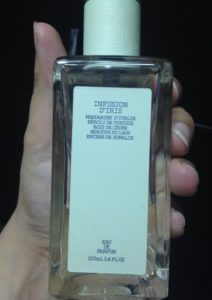 INFUSION
D'IRIS
MANDARINE D'ITALIE
NÉROLI DE TUNISIE
BOIS DE CÈDRE
BENJOIN DU LAOS
ENCENS DE SOMALIE
EAU
DE
PARFUM
100ml 3.4 FL.OZ